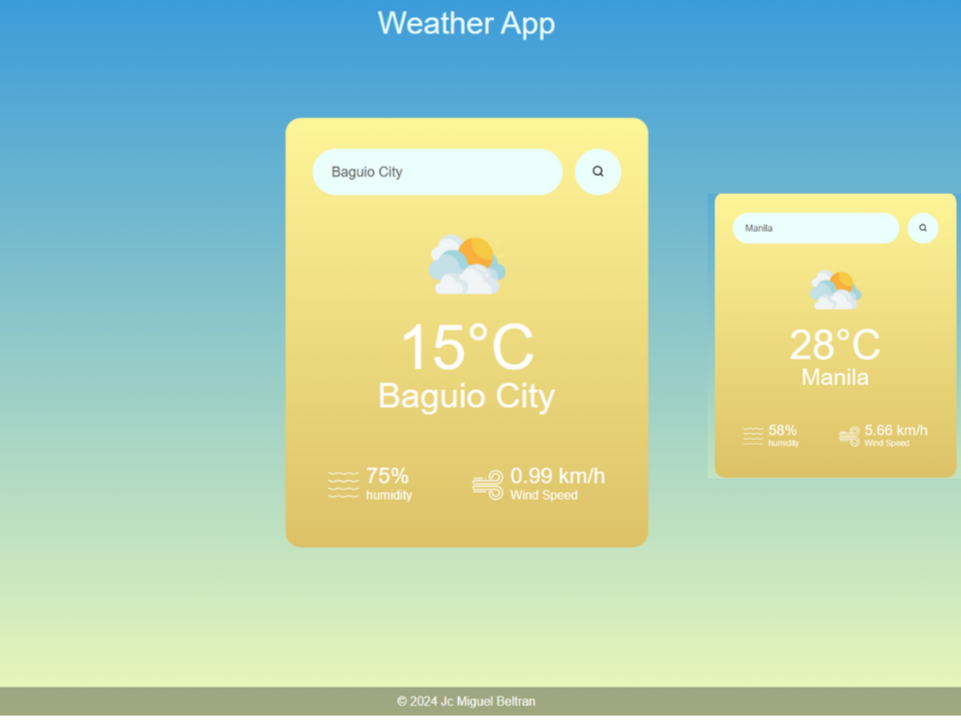 Weather App
Baguio City
15°C
Baguio City
75%
humidity
0.99 km/h
Wind Speed
Manila
28°C
Manila
58%
humidity
5.66 km/h
Wind Speed
© 2024 Jc Miguel Beltran